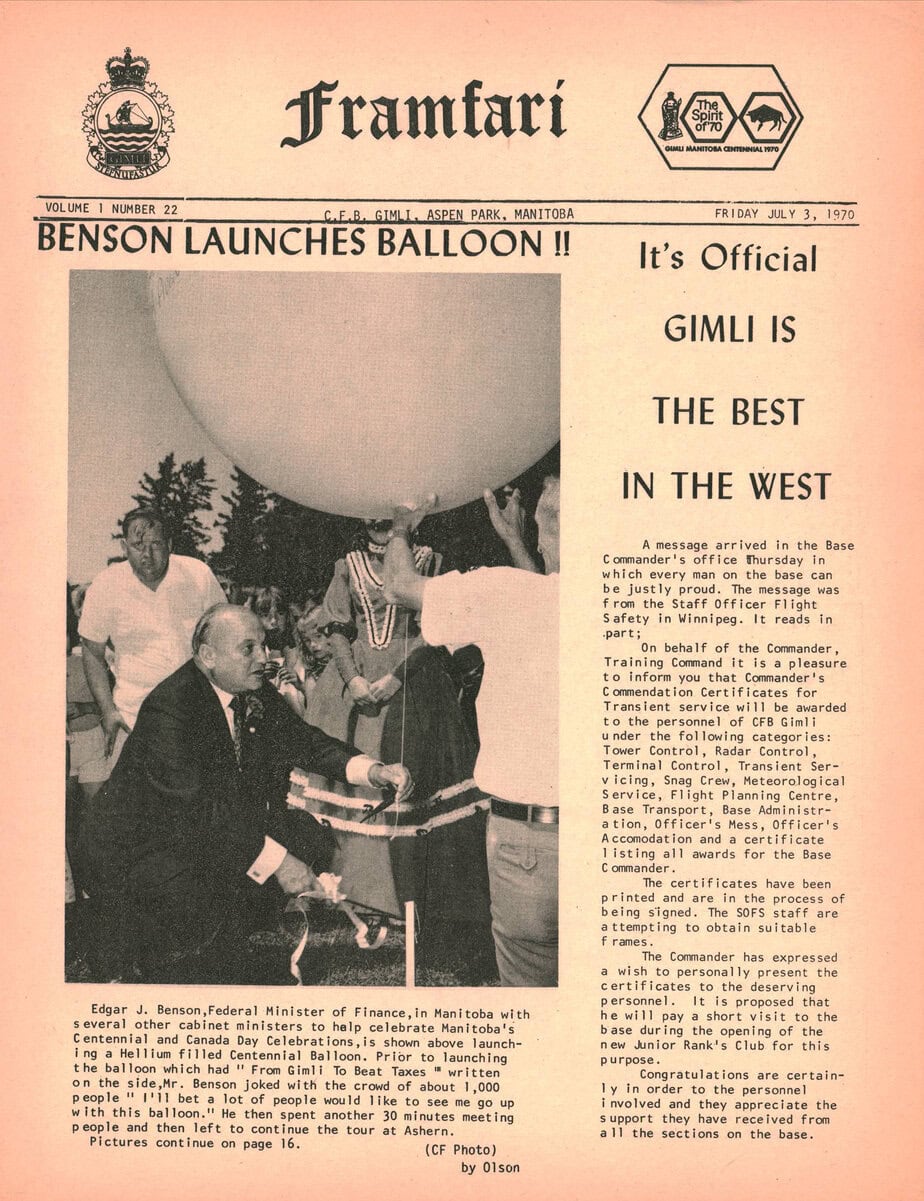 Framfari
GIMLI
STEFNUFASTUR
The
Spirit
of '70
GIMLI MANITOBA CENTENNIAL 1970
VOLUME 1 NUMBER 22
C.F.B. GIMLI, ASPEN PARK, MANITOBA
FRIDAY JULY 3, 1970
BENSON LAUNCHES BALLOON !!
Edgar J. Benson,Federal Minister of Finance,in Manitoba with
several other cabinet ministers to help celebrate Manitoba's
Centennial and Canada Day Celebrations,is shown above launch-
ing a Hellium filled Centennial Balloon. Prior to launching
the balloon which had " From Gimli To Beat Taxes " written
on the side,Mr. Benson joked with the crowd of about 1,000
people " I'll bet a lot of people would like to see me go up
with this balloon." He then spent another 30 minutes meeting
people and then left to continue the tour at Ashern.
Pictures continue on page 16.
(CF Photo)
by Olson
It's Official
GIMLI IS
THE BEST
IN THE WEST
A message arrived in the Base
Commander's office Thursday in
which every man on the base can
be justly proud. The message was
from the Staff Officer Flight
Safety in Winnipeg. It reads in
.part;
On behalf of the Commander,
Training Command it is a pleasure
to inform you that Commander's
Commendation Certificates for
Transient service will be awarded
to the personnel of CFB Gimli
under the following categories:
Tower Control, Radar Control,
Terminal Control, Transient Ser-
vicing, Snag Crew, Meteorological
Service, Flight Planning Centre,
Base Transport, Base Administr-
ation, Officer's Mess, Officer's
Accomodation and a certificate
listing all awards for the Base
Commander.
The certificates have been
printed and are in the process of
being signed. The SOFS staff are
attempting to obtain suitable
frames.
The Commander has expressed
a wish to personally present the
certificates to the deserving
personnel. It is proposed that
he will pay a short visit to the
base during the opening of the
new Junior Rank's Club for this
purpose.
Congratulations are certain-
ly in order to the personnel
involved and they appreciate the
support they have received from
all the sections on the base.